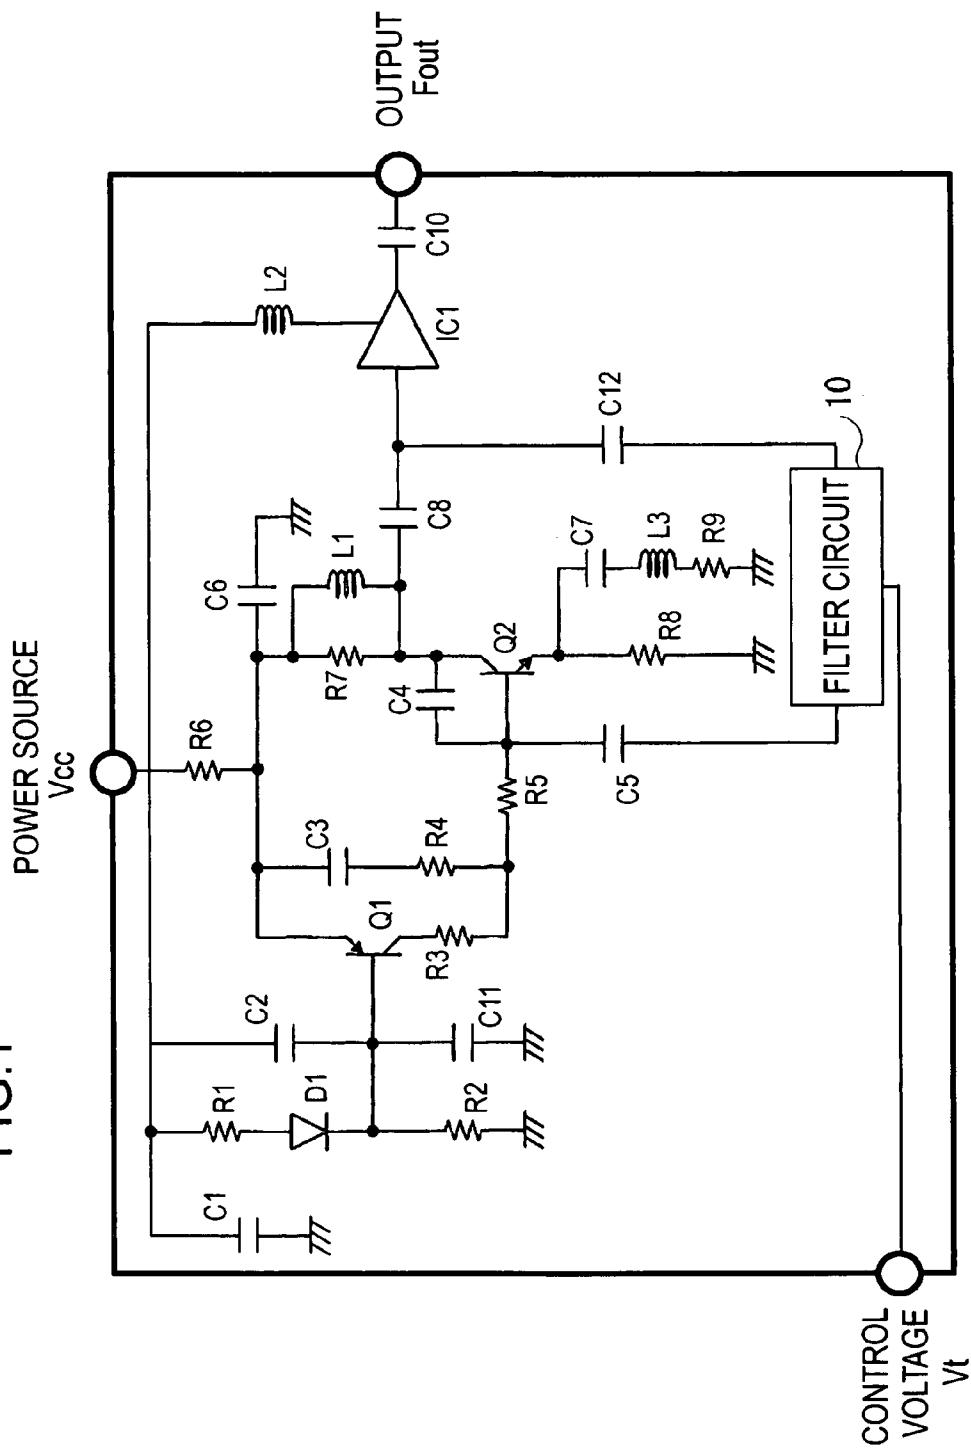 FIG.1
POWER SOURCE
Vcc
OUTPUT
Fout
CONTROL
VOLTAGE
Vt
C1
R1
D1
C2
R2
C11
Q1
R3
C3
R4
R5
R6
C6
R7
L1
C4
Q2
C5
C8
C7
L3
R9
R8
L2
IC1
C10
C12
10
FILTER CIRCUIT